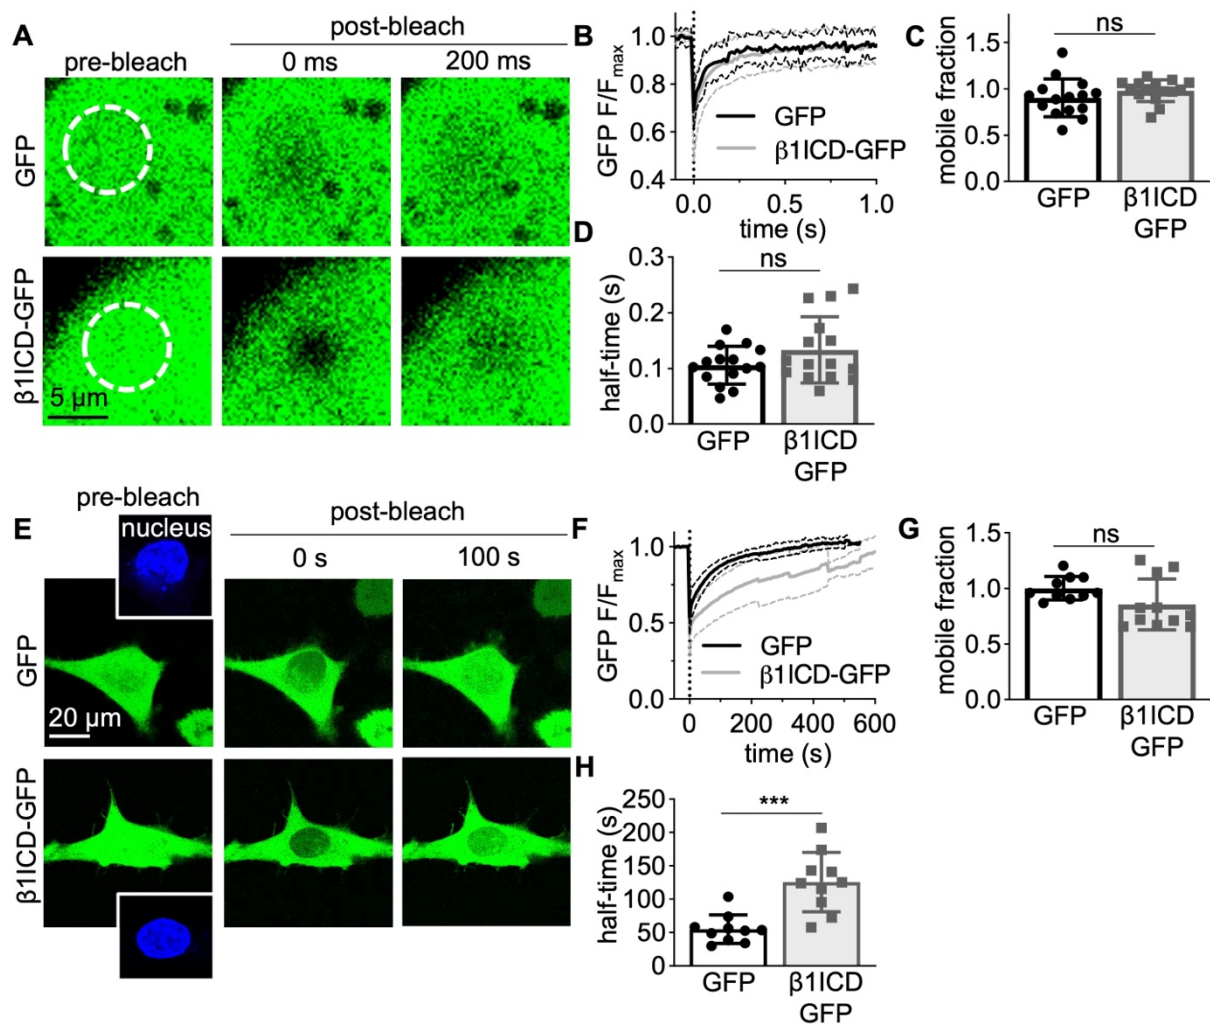 A
pre-bleach
post-bleach
0 ms
200 ms
GFP
β1ICD-GFP
5 µm
B
GFP F/Fmax
1.0
0.8
0.6
0.4
GFP
β1ICD-GFP
0.0
0.5
1.0
time (s)
C
ns
mobile fraction
1.5
1.0
0.5
0.0
GFP
β1ICD
GFP
D
ns
half-time (s)
0.3
0.2
0.1
0.0
GFP
β1ICD
GFP
E
pre-bleach
nucleus
post-bleach
0 s
100 s
GFP
20 µm
β1ICD-GFP
F
GFP F/Fmax
1.0
0.5
0.0
GFP
β1ICD-GFP
0
200
400
600
time (s)
G
ns
mobile fraction
1.5
1.0
0.5
0.0
GFP
β1ICD
GFP
H
***
half-time (s)
250
200
150
100
50
0
GFP
β1ICD
GFP